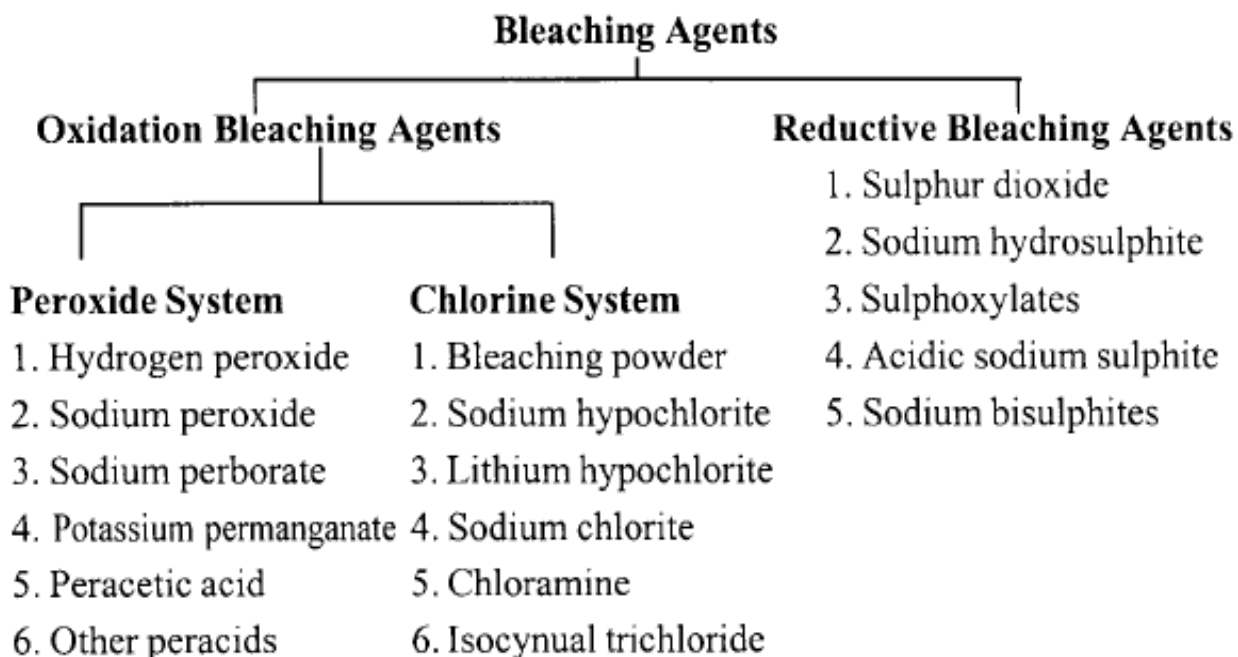 Bleaching Agents
Oxidation Bleaching Agents
Reductive Bleaching Agents
1. Sulphur dioxide
2. Sodium hydrosulphite
3. Sulphoxylates
4. Acidic sodium sulphite
5. Sodium bisulphites
Peroxide System
1. Hydrogen peroxide
2. Sodium peroxide
3. Sodium perborate
4. Potassium permanganate
5. Peracetic acid
6. Other peracids
Chlorine System
1. Bleaching powder
2. Sodium hypochlorite
3. Lithium hypochlorite
4. Sodium chlorite
5. Chloramine
6. Isocynual trichloride